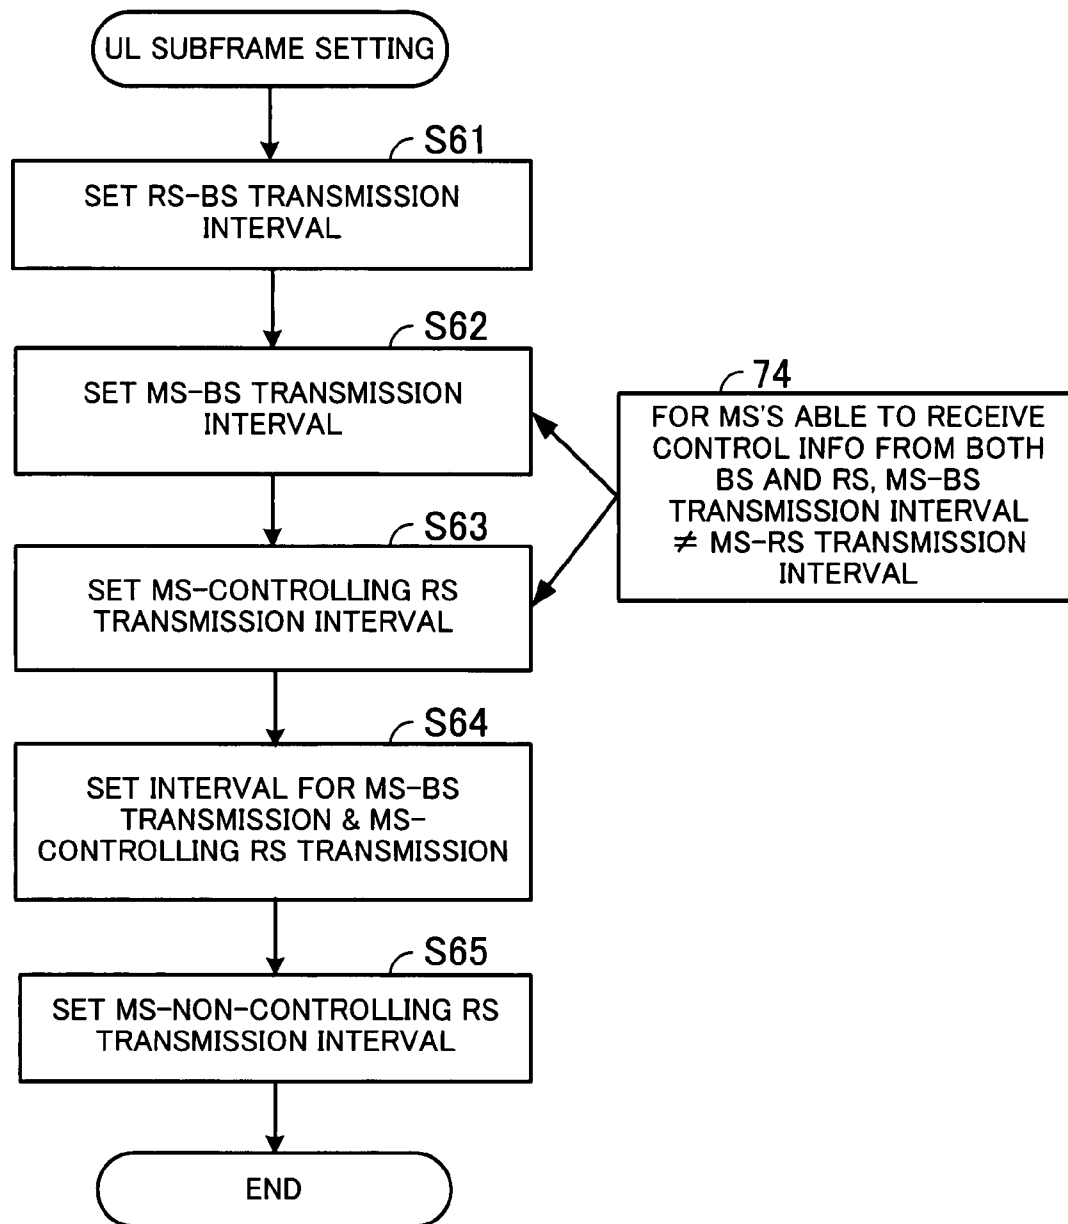 UL SUBFRAME SETTING
S61
SET RS-BS TRANSMISSION
INTERVAL
S62
SET MS-BS TRANSMISSION
INTERVAL
74
FOR MS'S ABLE TO RECEIVE
CONTROL INFO FROM BOTH
BS AND RS, MS-BS
TRANSMISSION INTERVAL
≠ MS-RS TRANSMISSION
INTERVAL
S63
SET MS-CONTROLLING RS
TRANSMISSION INTERVAL
S64
SET INTERVAL FOR MS-BS
TRANSMISSION & MS-
CONTROLLING RS TRANSMISSION
S65
SET MS-NON-CONTROLLING RS
TRANSMISSION INTERVAL
END